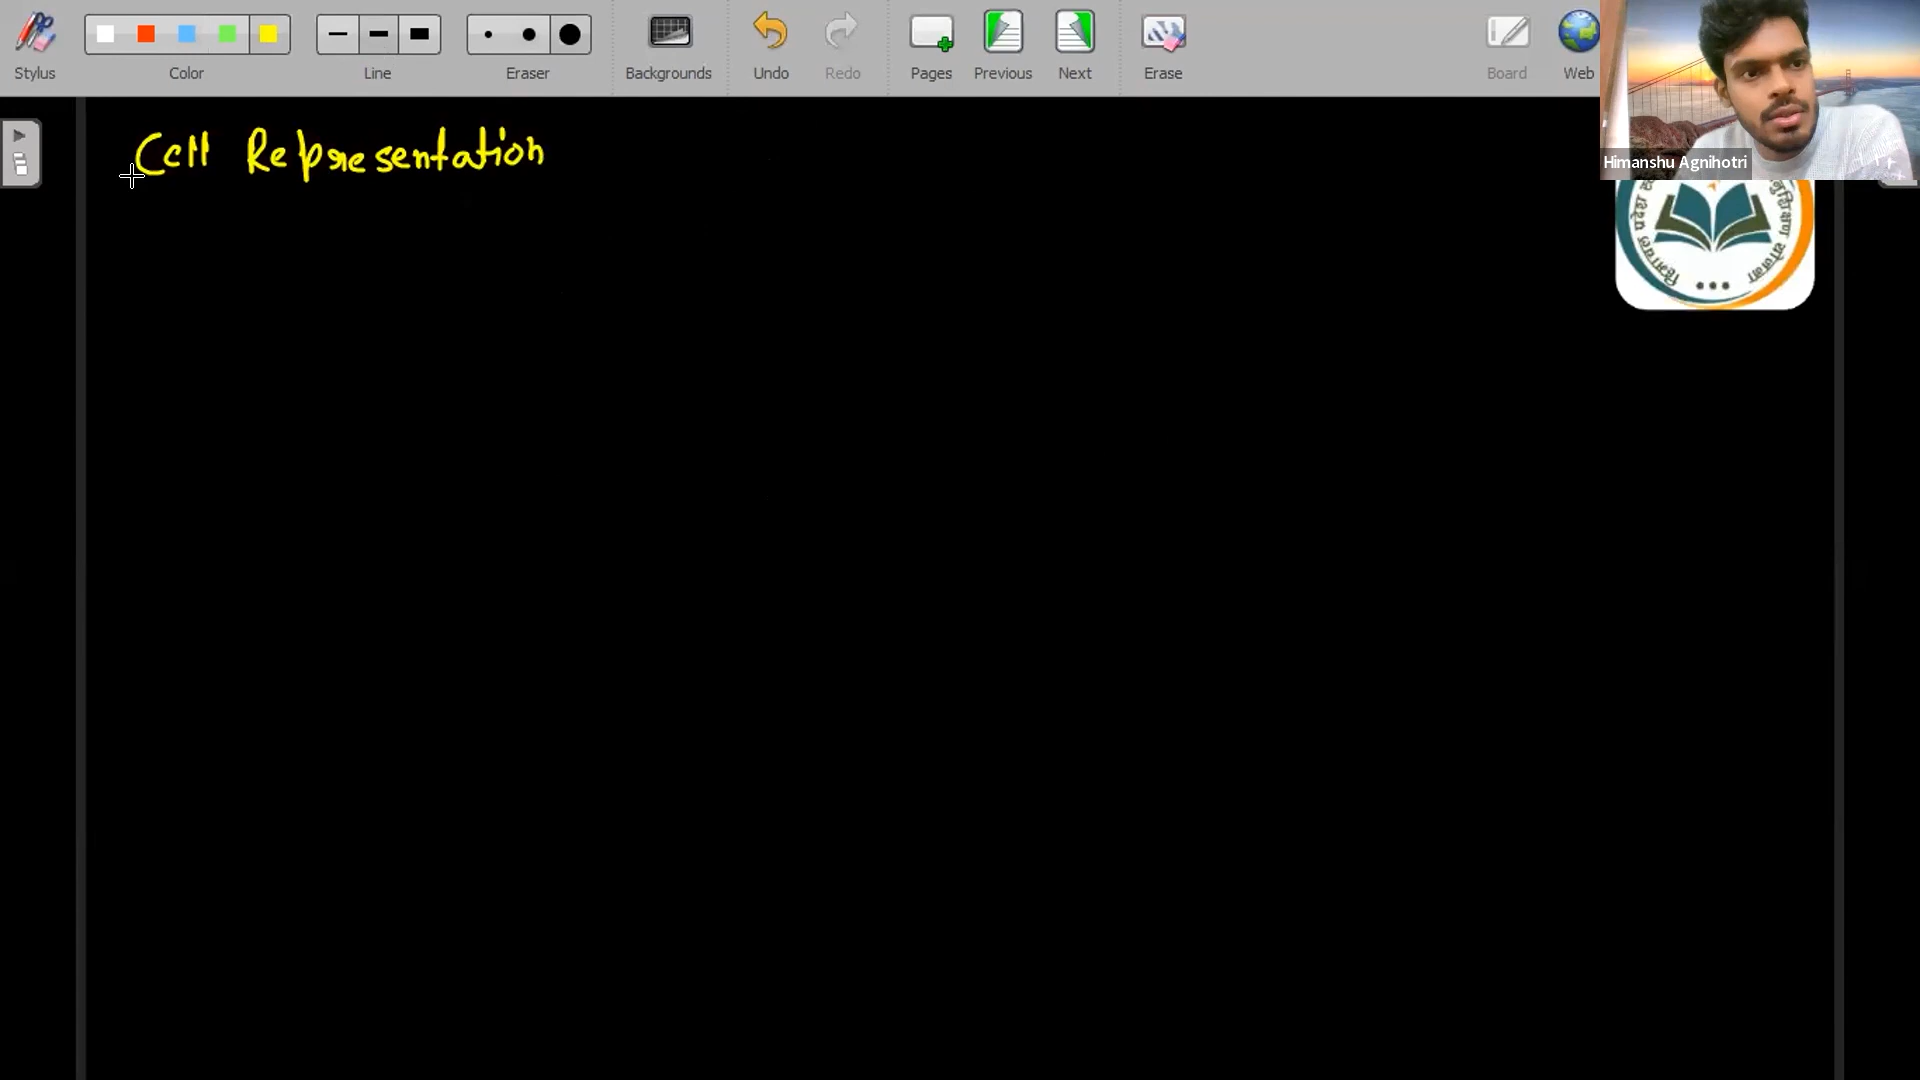 Stylus Color Line Eraser Backgrounds Undo Redo Pages Previous Next Erase Board Web
Himanshu Agnihotri
Cell Representation